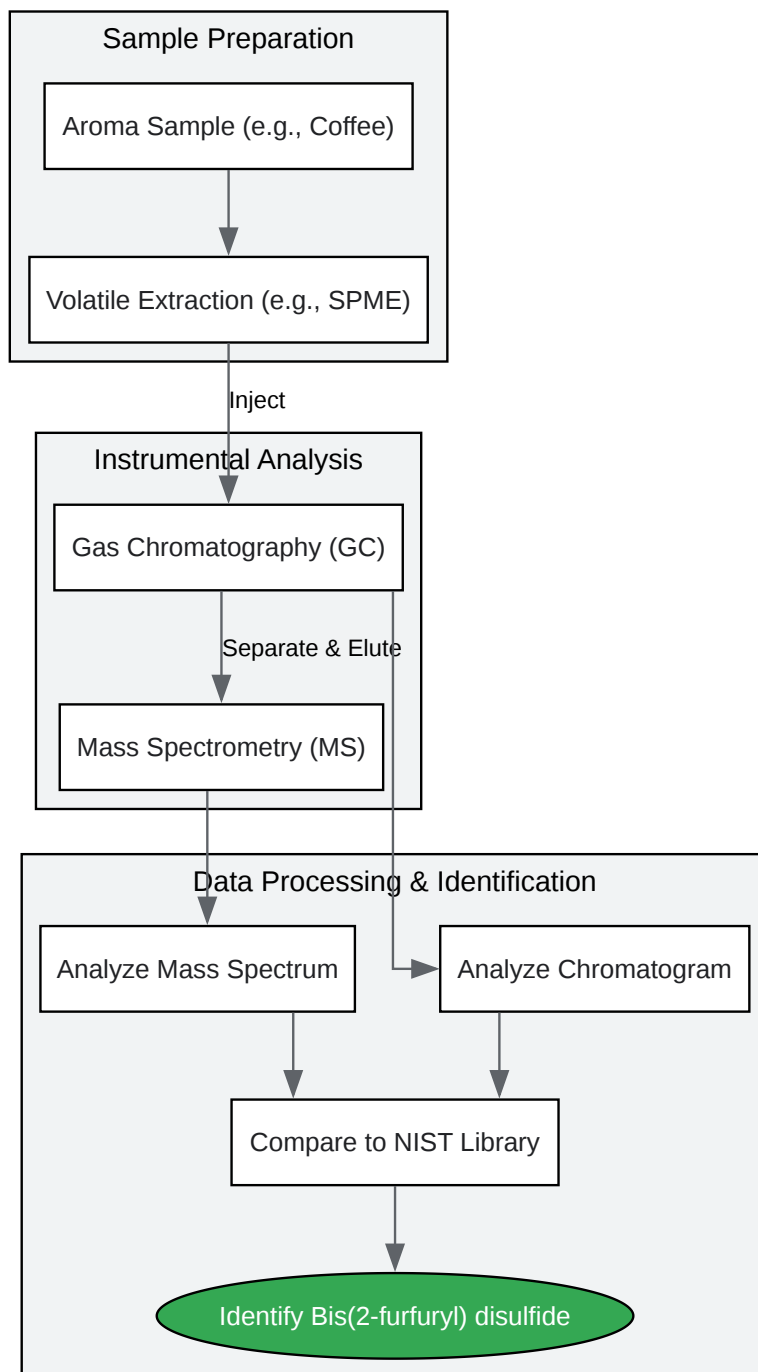 Sample Preparation
Aroma Sample (e.g., Coffee)
Volatile Extraction (e.g., SPME)
Inject
Instrumental Analysis
Gas Chromatography (GC)
Separate & Elute
Mass Spectrometry (MS)
Data Processing & Identification
Analyze Mass Spectrum
Analyze Chromatogram
Compare to NIST Library
Identify Bis(2-furfuryl) disulfide